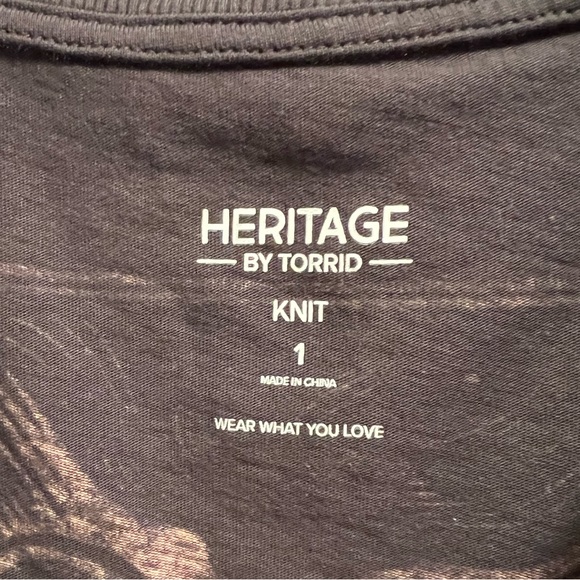 HERITAGE
BY TORRID
KNIT
1
MADE IN CHINA
WEAR WHAT YOU LOVE